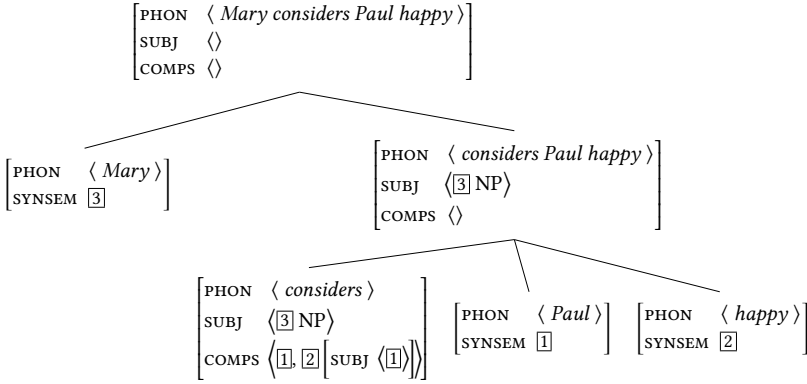 PHON ⟨ Mary considers Paul happy ⟩
SUBJ ⟨⟩
COMPS ⟨⟩
PHON ⟨ Mary ⟩
SYNSEM 3
PHON ⟨ considers Paul happy ⟩
SUBJ ⟨ 3 NP⟩
COMPS ⟨⟩
PHON ⟨ considers ⟩
SUBJ ⟨ 3 NP⟩
COMPS ⟨ 1, 2 [SUBJ ⟨ 1 ⟩]⟩
PHON ⟨ Paul ⟩
SYNSEM 1
PHON ⟨ happy ⟩
SYNSEM 2